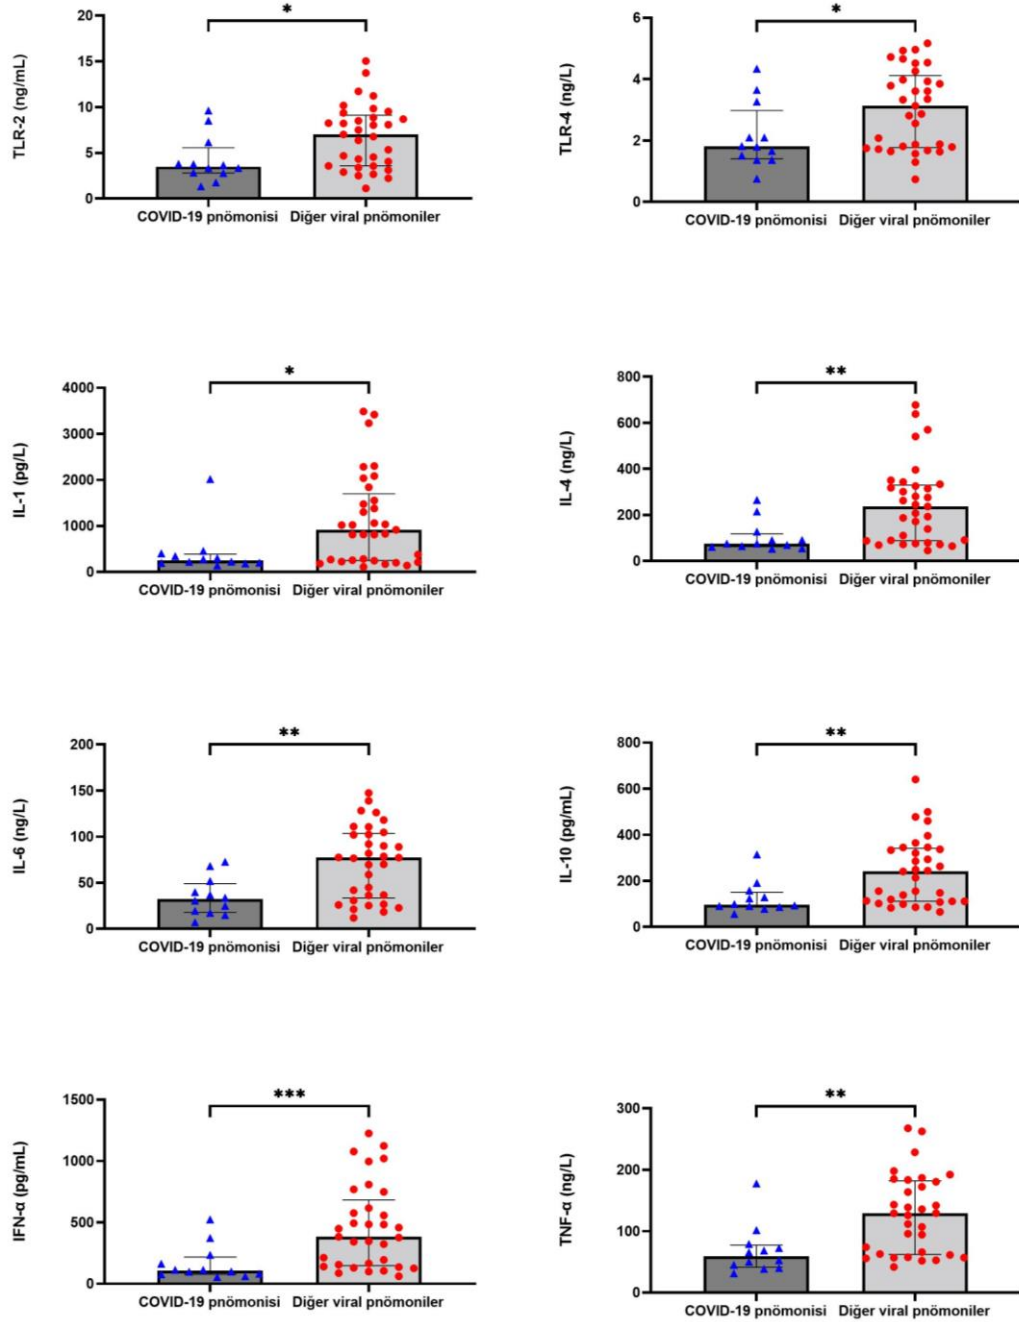 *
TLR-2 (ng/mL)
20
15
10
5
0
COVID-19 pnömonisi Diğer viral pnömoniler
*
TLR-4 (ng/L)
6
4
2
0
COVID-19 pnömonisi Diğer viral pnömoniler
*
IL-1 (pg/L)
4000
3000
2000
1000
0
COVID-19 pnömonisi Diğer viral pnömoniler
**
IL-4 (ng/L)
800
600
400
200
0
COVID-19 pnömonisi Diğer viral pnömoniler
**
IL-6 (ng/L)
200
150
100
50
0
COVID-19 pnömonisi Diğer viral pnömoniler
**
IL-10 (pg/mL)
800
600
400
200
0
COVID-19 pnömonisi Diğer viral pnömoniler
***
IFN-α (pg/mL)
1500
1000
500
0
COVID-19 pnömonisi Diğer viral pnömoniler
**
TNF-α (ng/L)
300
200
100
0
COVID-19 pnömonisi Diğer viral pnömoniler